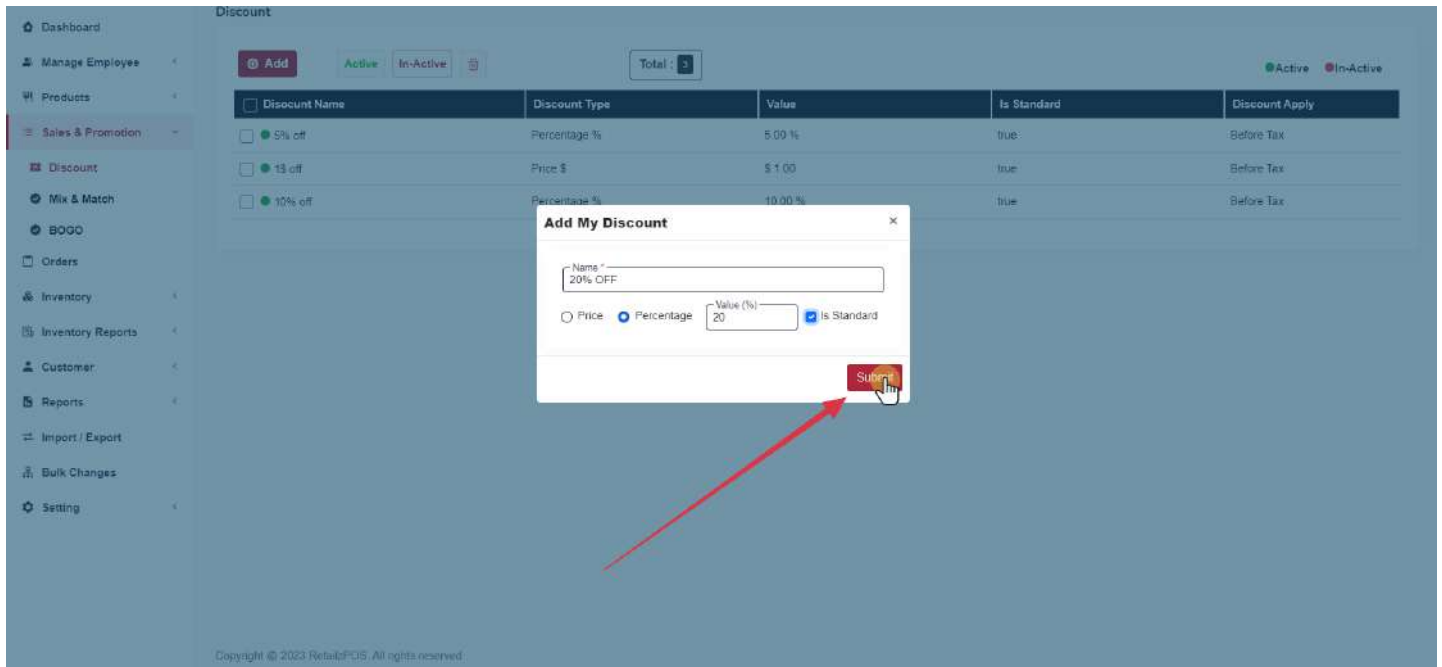 Discount
Dashboard
Manage Employee
Products
Sales & Promotion
Discount
Mix & Match
BOGO
Orders
Inventory
Inventory Reports
Customer
Reports
Import / Export
Bulk Changes
Setting
Add Active In-Active Total : 3 Active In-Active
Disocunt Name Discount Type Value Is Standard Discount Apply
5% off Percentage % 5.00 % true Before Tax
1$ off Price $ $ 1.00 true Before Tax
10% off Percentage % 10.00 % true Before Tax
Add My Discount ×
Name *
20% OFF
Value (%)
Price Percentage 20 Is Standard
Submit
Copyright © 2023 RetailzPOS. All rights reserved